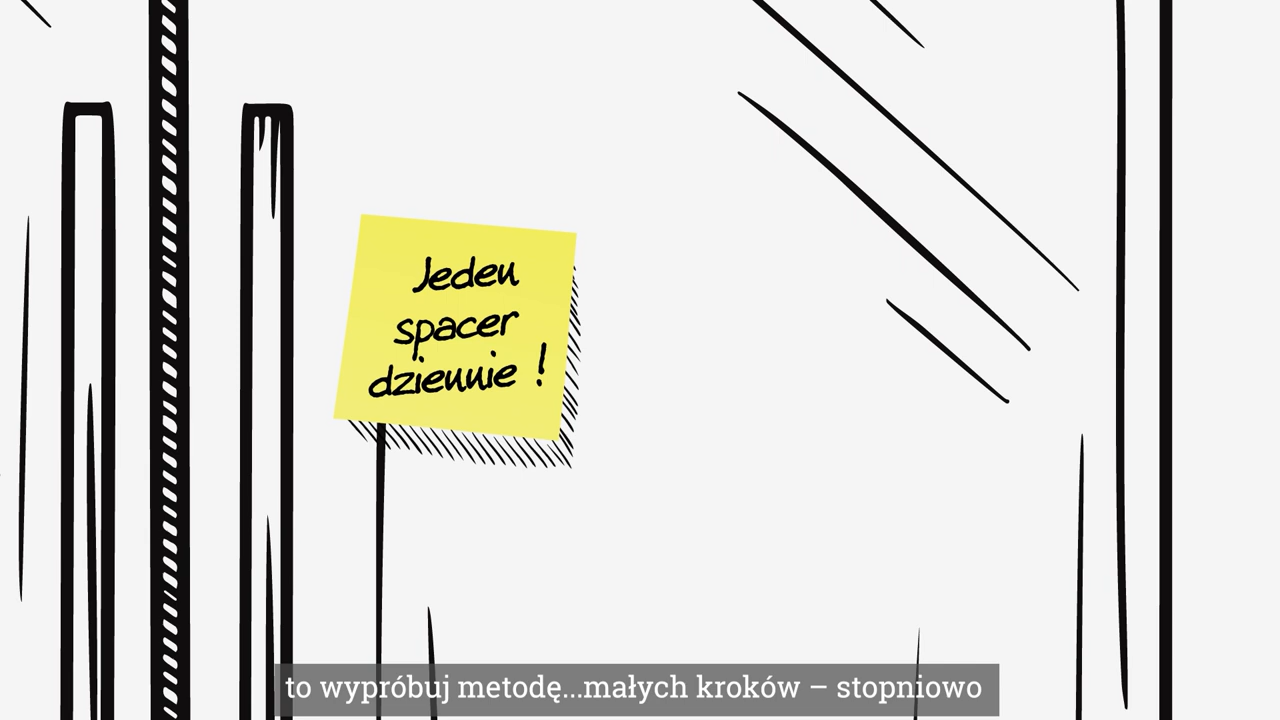 Jeden
spacer
dziennie !
to wypróbuj metodę...małych kroków – stopniowo